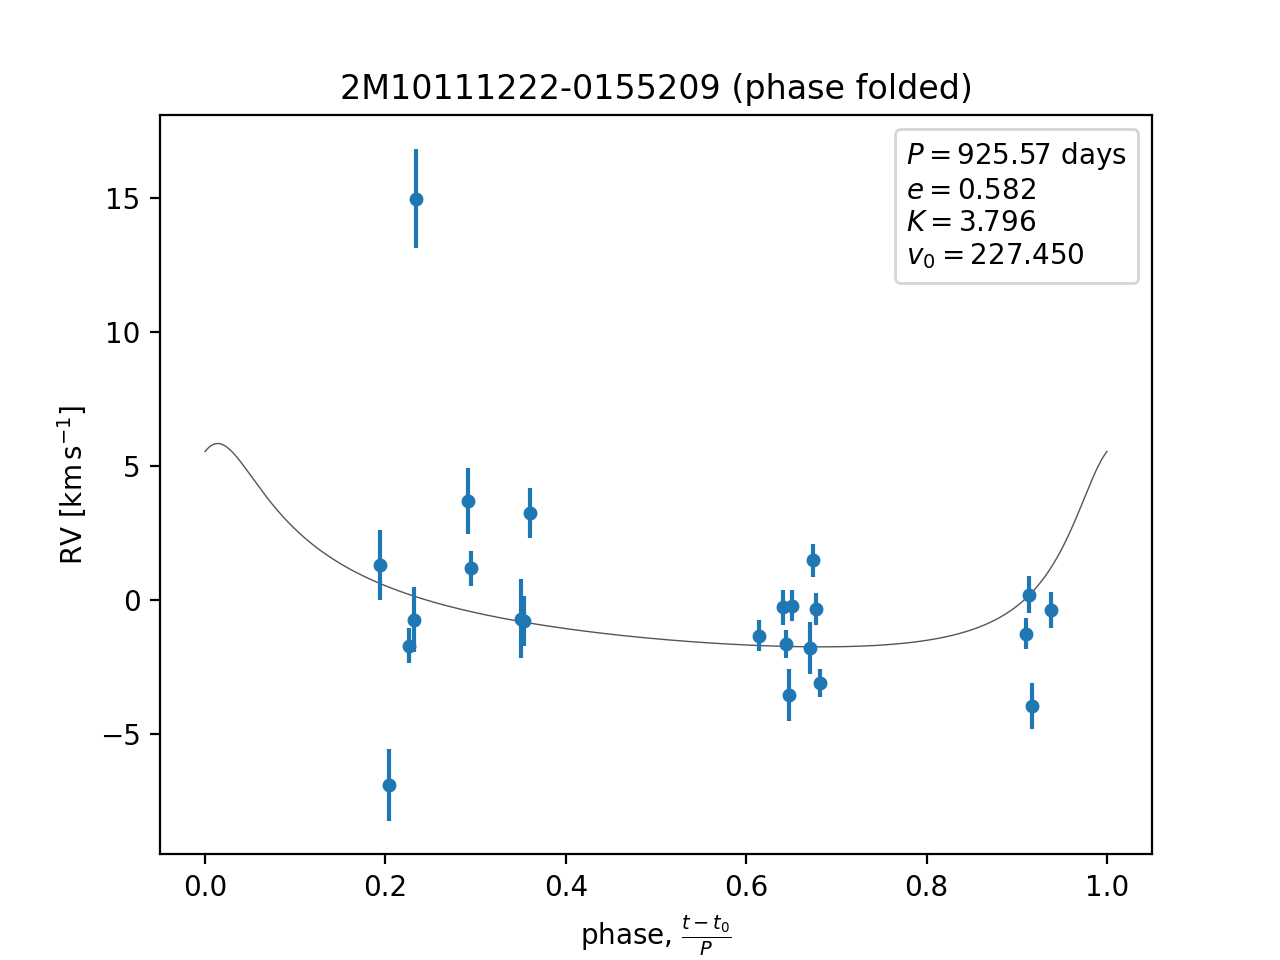 2M10111222-0155209 (phase folded)
P = 925.57 days
e = 0.582
K = 3.796
v₀ = 227.450
15
10
5
0
−5
RV [km s⁻¹]
0.0 0.2 0.4 0.6 0.8 1.0
phase, (t − t₀)/P